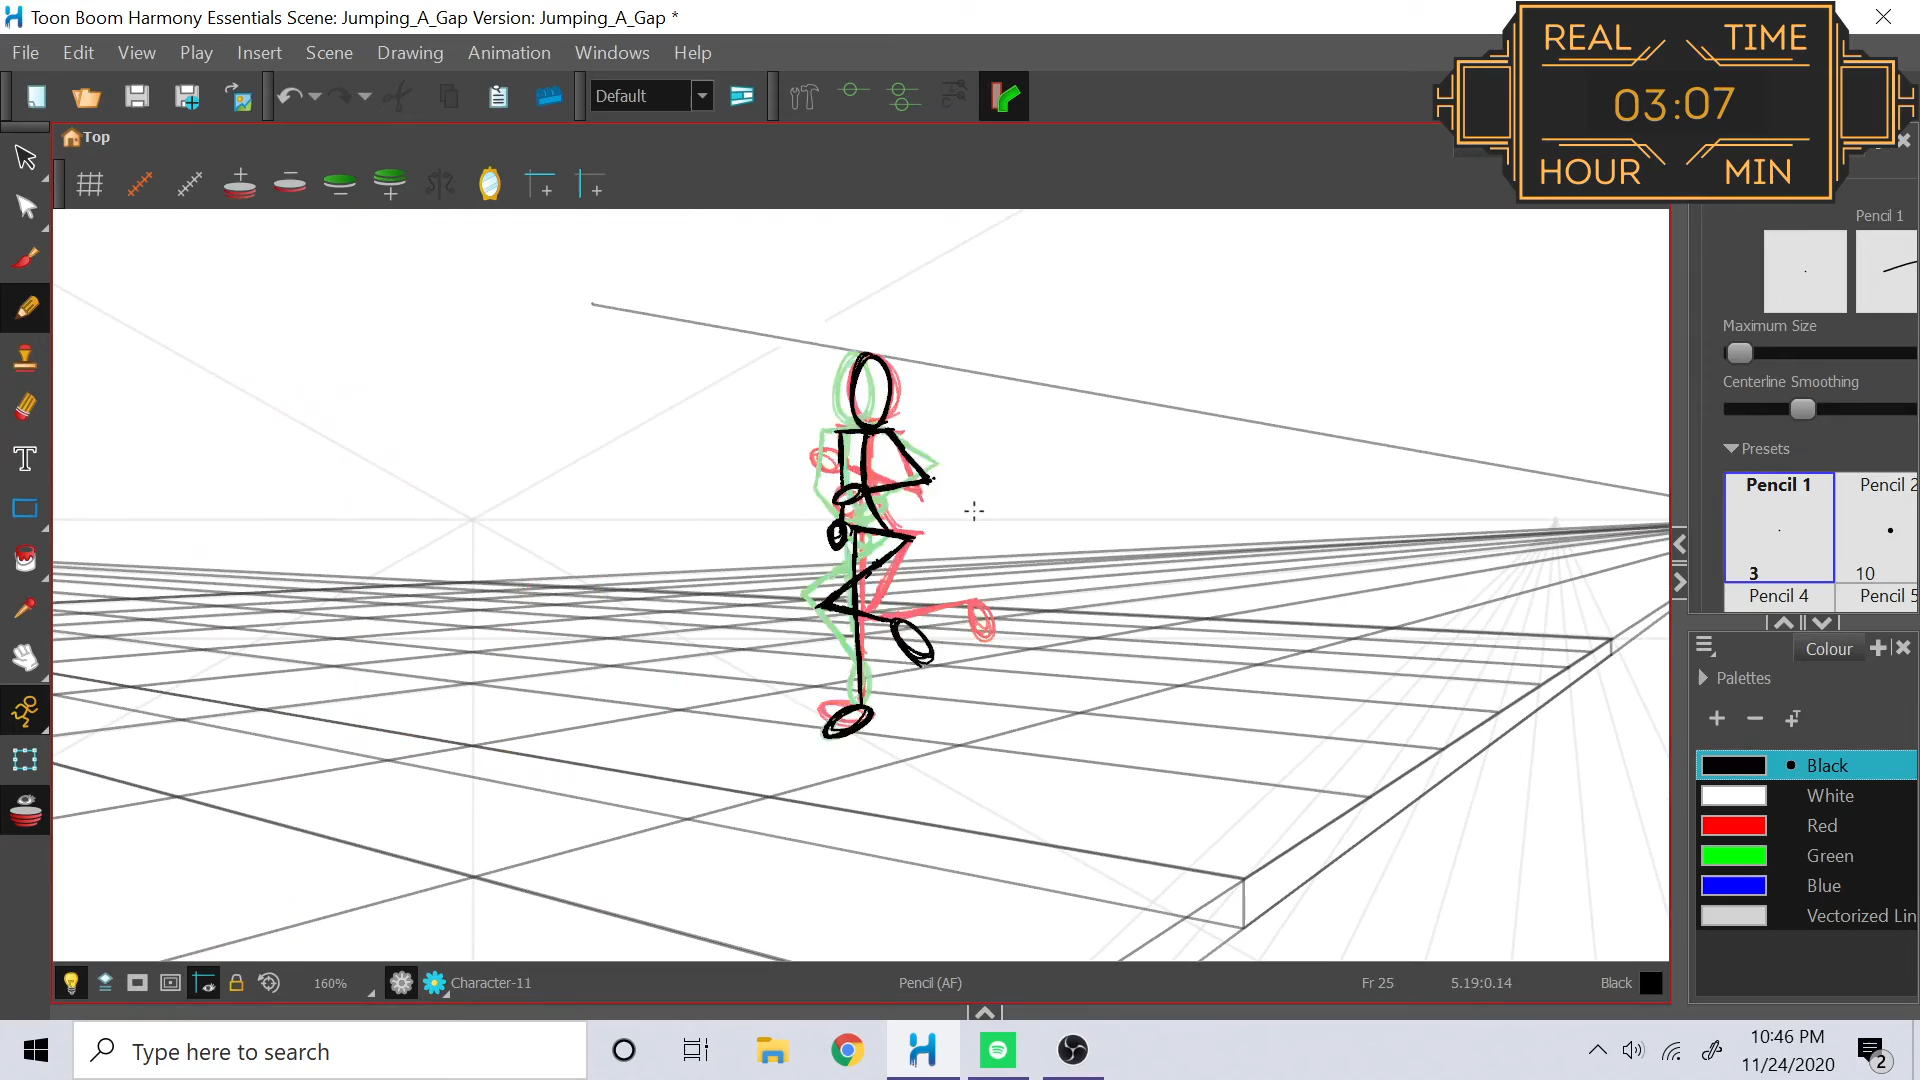 Toon Boom Harmony Essentials Scene: Jumping_A_Gap Version: Jumping_A_Gap *
File Edit View Play Insert Scene Drawing Animation Windows Help
REAL TIME
03:07
HOUR MIN
Default
Top
Pencil 1
Maximum Size
Centerline Smoothing
Presets
Pencil 1 Pencil 2
3 10
Pencil 4 Pencil 5
Colour
Palettes
Black
White
Red
Green
Blue
Vectorized Lin
160% Character-11 Pencil (AF) Fr 25 5.19:0.14 Black
Type here to search
10:46 PM
11/24/2020
2